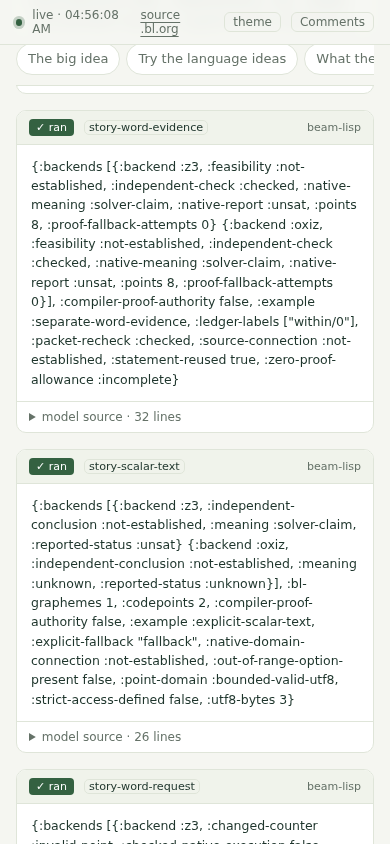 live · 04:56:08 AM
source.bl.org
theme
Comments
The big idea
Try the language ideas
What the
✓ ran story-word-evidence beam-lisp
{:backends [{:backend :z3, :feasibility :not-
established, :independent-check :checked, :native-
meaning :solver-claim, :native-report :unsat, :points
8, :proof-fallback-attempts 0} {:backend :oxiz,
:feasibility :not-established, :independent-check
:checked, :native-meaning :solver-claim, :native-
report :unsat, :points 8, :proof-fallback-attempts
0}], :compiler-proof-authority false, :example
:separate-word-evidence, :ledger-labels ["within/0"],
:packet-recheck :checked, :source-connection :not-
established, :statement-reused true, :zero-proof-
allowance :incomplete}
▶ model source · 32 lines
✓ ran story-scalar-text beam-lisp
{:backends [{:backend :z3, :independent-
conclusion :not-established, :meaning :solver-claim,
:reported-status :unsat} {:backend :oxiz,
:independent-conclusion :not-established, :meaning
:unknown, :reported-status :unknown}], :bl-
graphemes 1, :codepoints 2, :compiler-proof-
authority false, :example :explicit-scalar-text,
:explicit-fallback "fallback", :native-domain-
connection :not-established, :out-of-range-option-
present false, :point-domain :bounded-valid-utf8,
:strict-access-defined false, :utf8-bytes 3}
▶ model source · 26 lines
✓ ran story-word-request beam-lisp
{:backends [{:backend :z3, :changed-counter
:invalid-point, :checked-native-execution false,